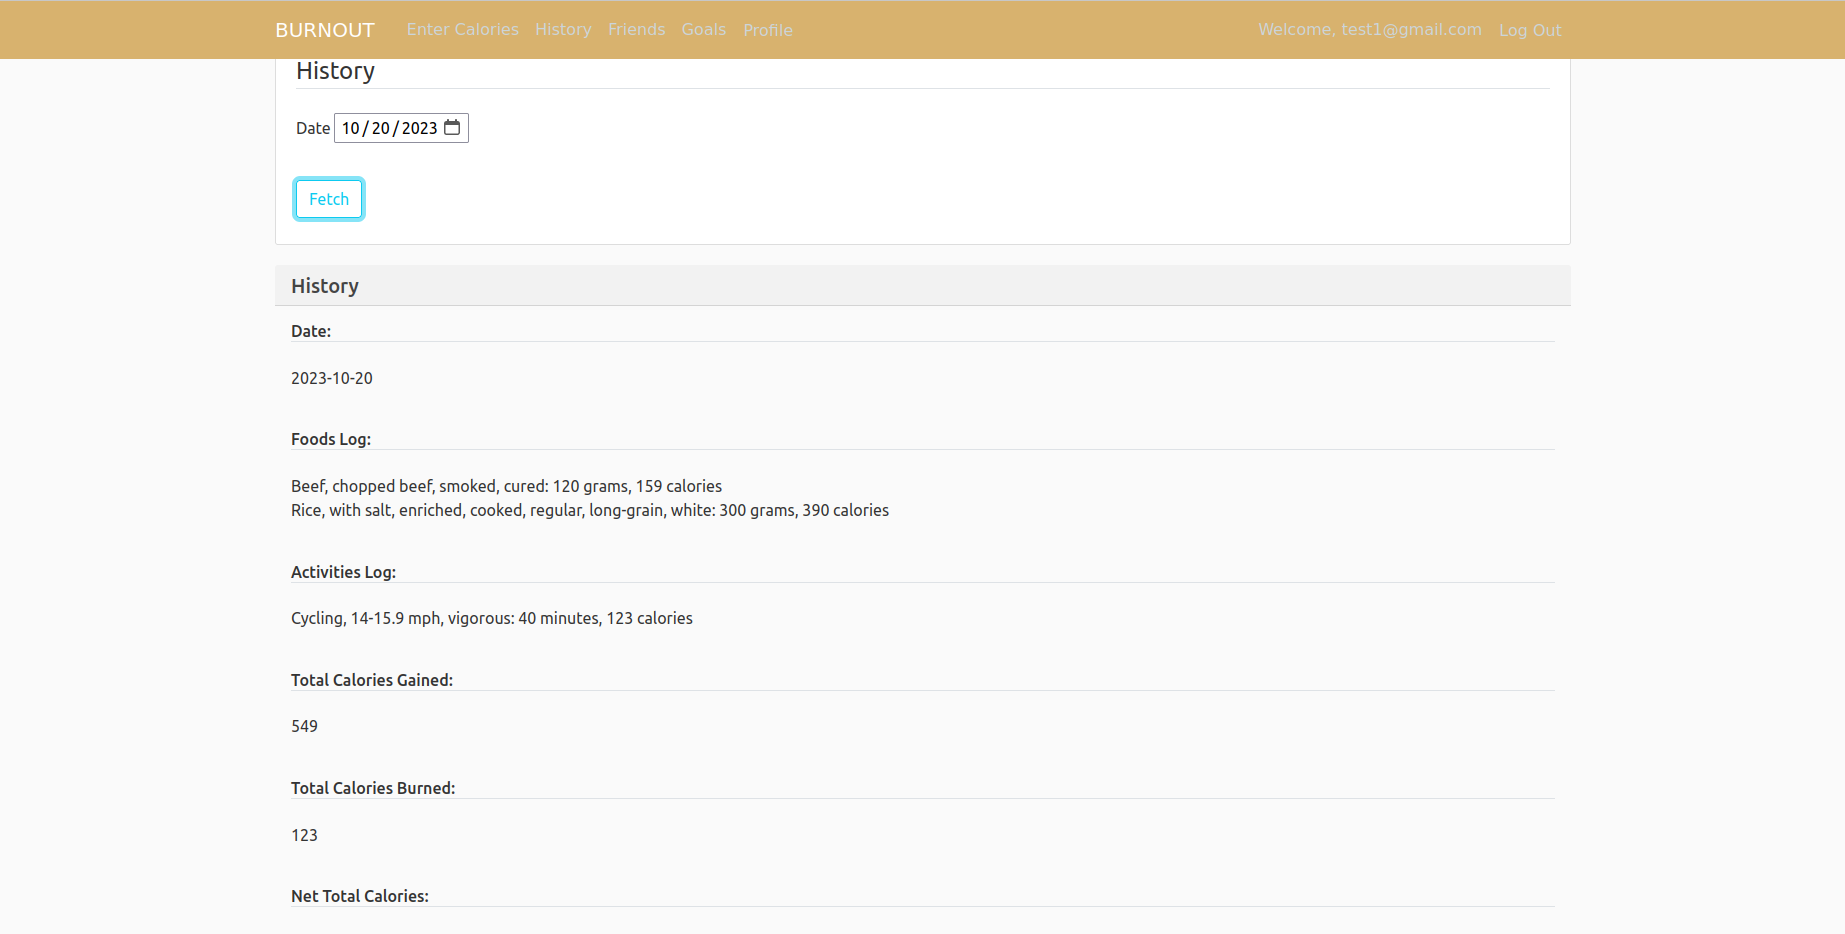 BURNOUT Enter Calories History Friends Goals Profile Welcome, test1@gmail.com Log Out
History
Date 10/20/2023
Fetch
History
Date:
2023-10-20
Foods Log:
Beef, chopped beef, smoked, cured: 120 grams, 159 calories
Rice, with salt, enriched, cooked, regular, long-grain, white: 300 grams, 390 calories
Activities Log:
Cycling, 14-15.9 mph, vigorous: 40 minutes, 123 calories
Total Calories Gained:
549
Total Calories Burned:
123
Net Total Calories: